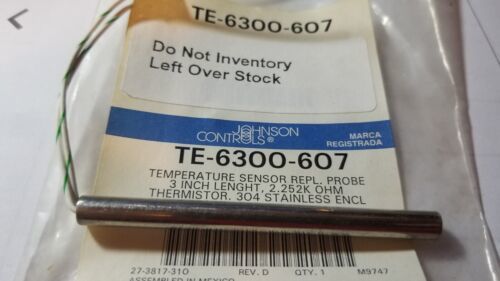 TE-6300-607
Do Not Inventory
Left Over Stock
JOHNSON
CONTROLS®
MARCA
REGISTRADA
TE-6300-607
TEMPERATURE SENSOR REPL. PROBE
3 INCH LENGHT, 2.252K OHM
THERMISTOR. 304 STAINLESS ENCL
27-3817-310 REV. D QTY. 1 M9747
ASSEMBLED IN MEXICO